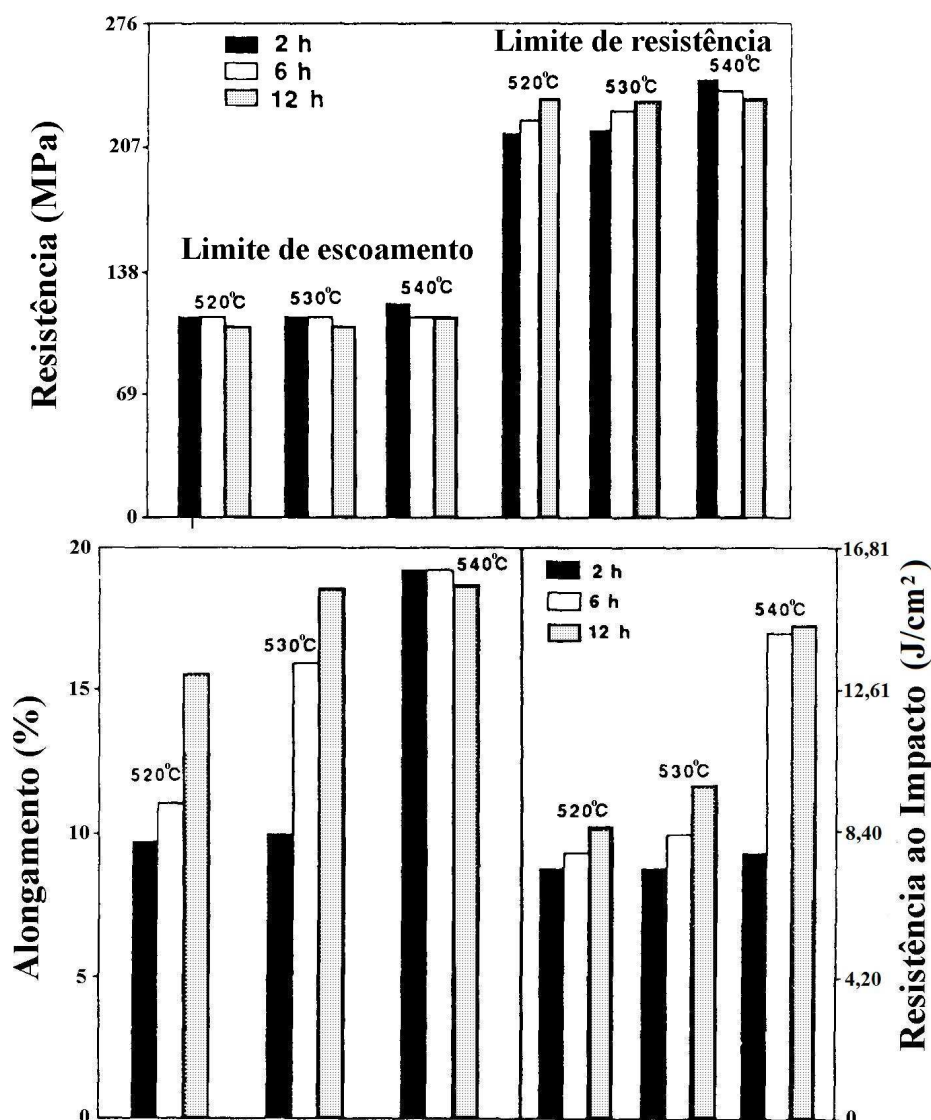 276
207
138
69
0
Resistência (MPa)
2 h
6 h
12 h
Limite de escoamento
520°C
530°C
540°C
Limite de resistência
520°C
530°C
540°C
20
15
10
5
0
Alongamento (%)
520°C
530°C
540°C
2 h
6 h
12 h
520°C
530°C
540°C
16,81
12,61
8,40
4,20
0
Resistência ao Impacto (J/cm²)